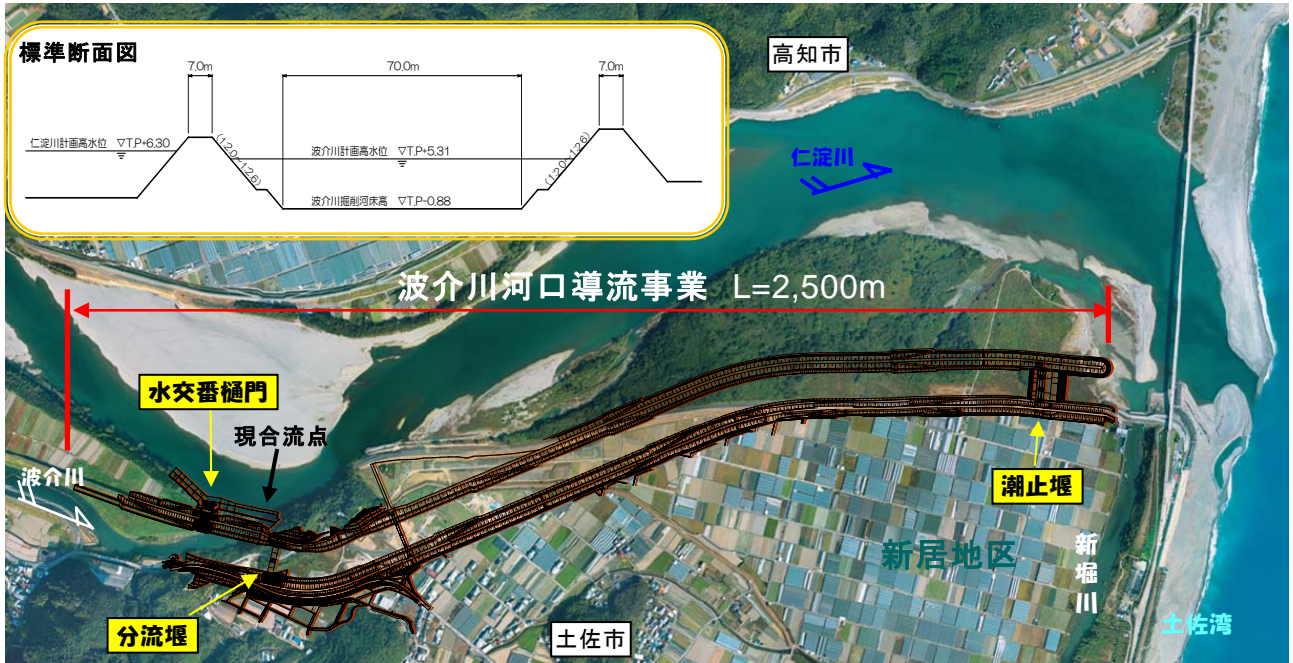 標準断面図
7.0m
70.0m
7.0m
仁淀川計画高水位 ▽T.P+6.30
(1:2.0~1:2.6)
波介川計画高水位 ▽T.P+5.31
(1:2.0~1:2.6)
波介川掘削河床高 ▽T.P-0.88
高知市
仁淀川
波介川河口導流事業 L=2,500m
水交番樋門
現合流点
波介川
潮止堰
新居地区
新堀川
分流堰
土佐市
土佐湾